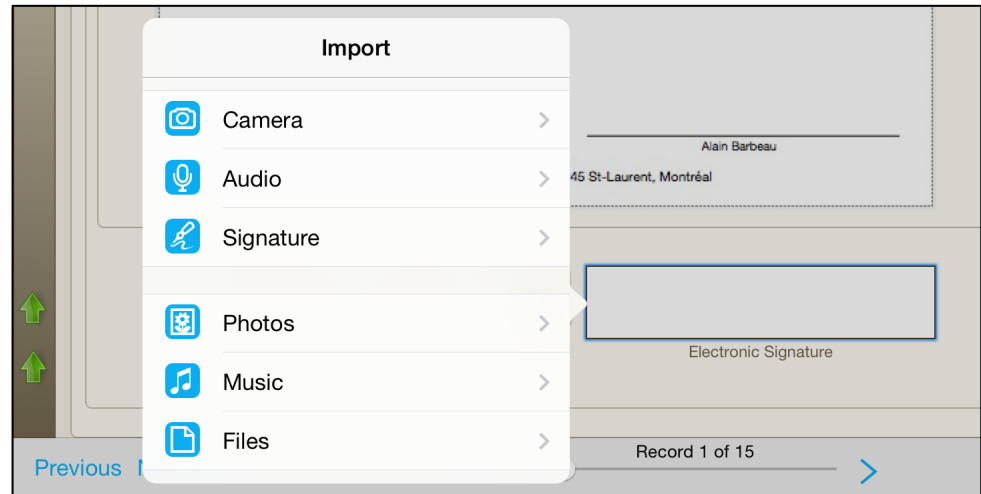 Import
Camera
Audio
Signature
Photos
Music
Files
Alain Barbeau
45 St-Laurent, Montréal
Electronic Signature
Record 1 of 15
Previous